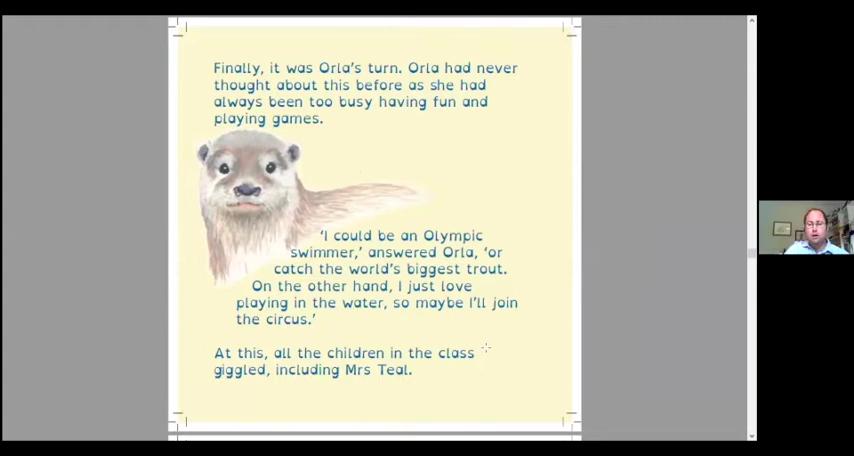 Finally, it was Orla's turn. Orla had never
thought about this before as she had
always been too busy having fun and
playing games.
'I could be an Olympic
swimmer,' answered Orla, 'or
catch the world's biggest trout.
On the other hand, I just love
playing in the water, so maybe I'll join
the circus.'
At this, all the children in the class
giggled, including Mrs Teal.